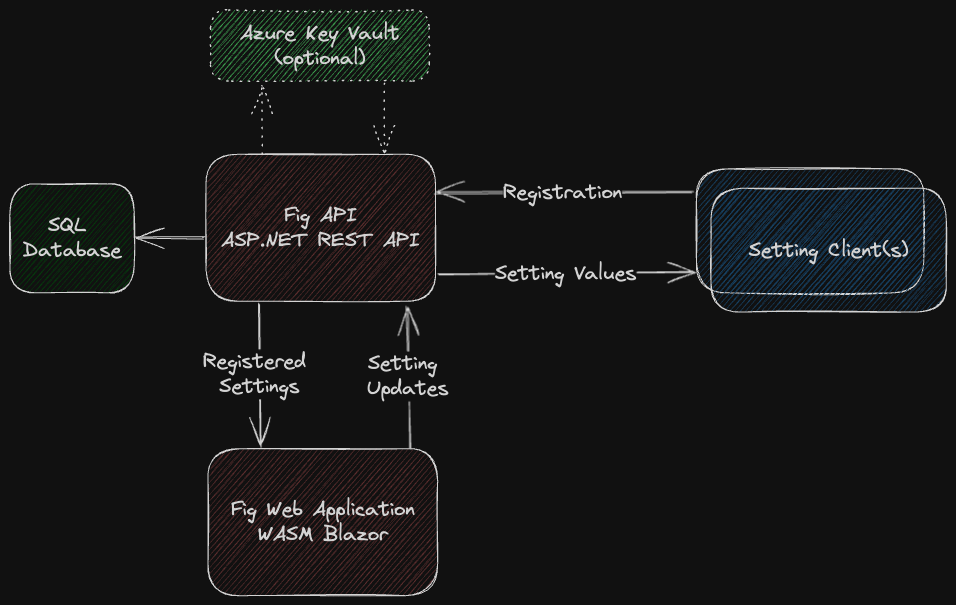 Azure Key Vault
(optional)
SQL
Database
Fig API
ASP.NET REST API
Registration
Setting Values
Setting Client(s)
Registered
Settings
Setting
Updates
Fig Web Application
WASM Blazor